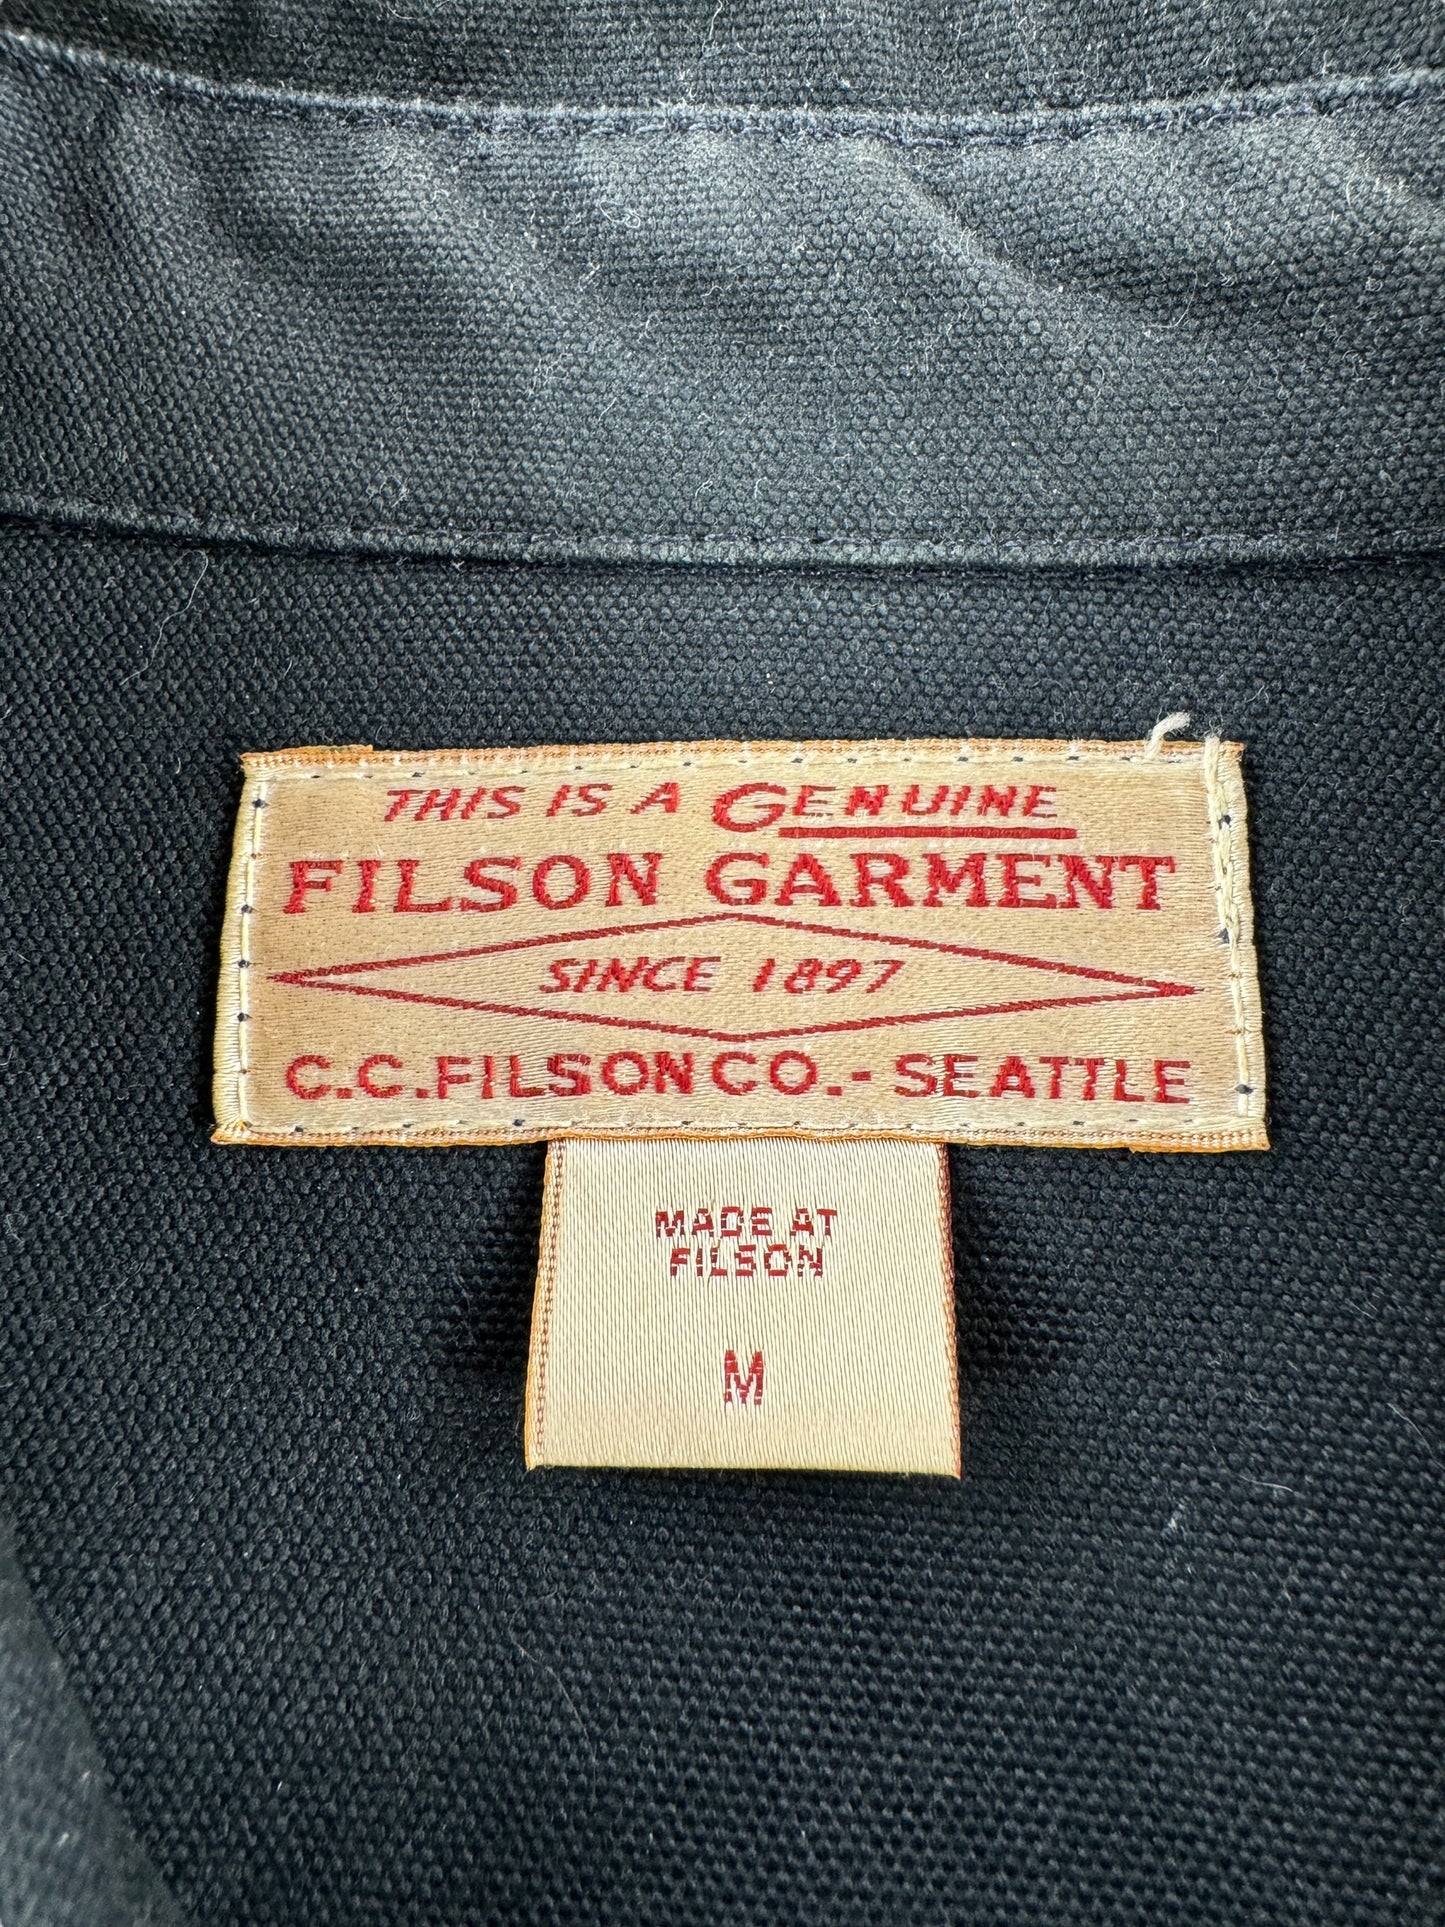 THIS IS A GENUINE
FILSON GARMENT
SINCE 1897
C.C. FILSON CO. - SEATTLE
MADE AT
FILSON
M